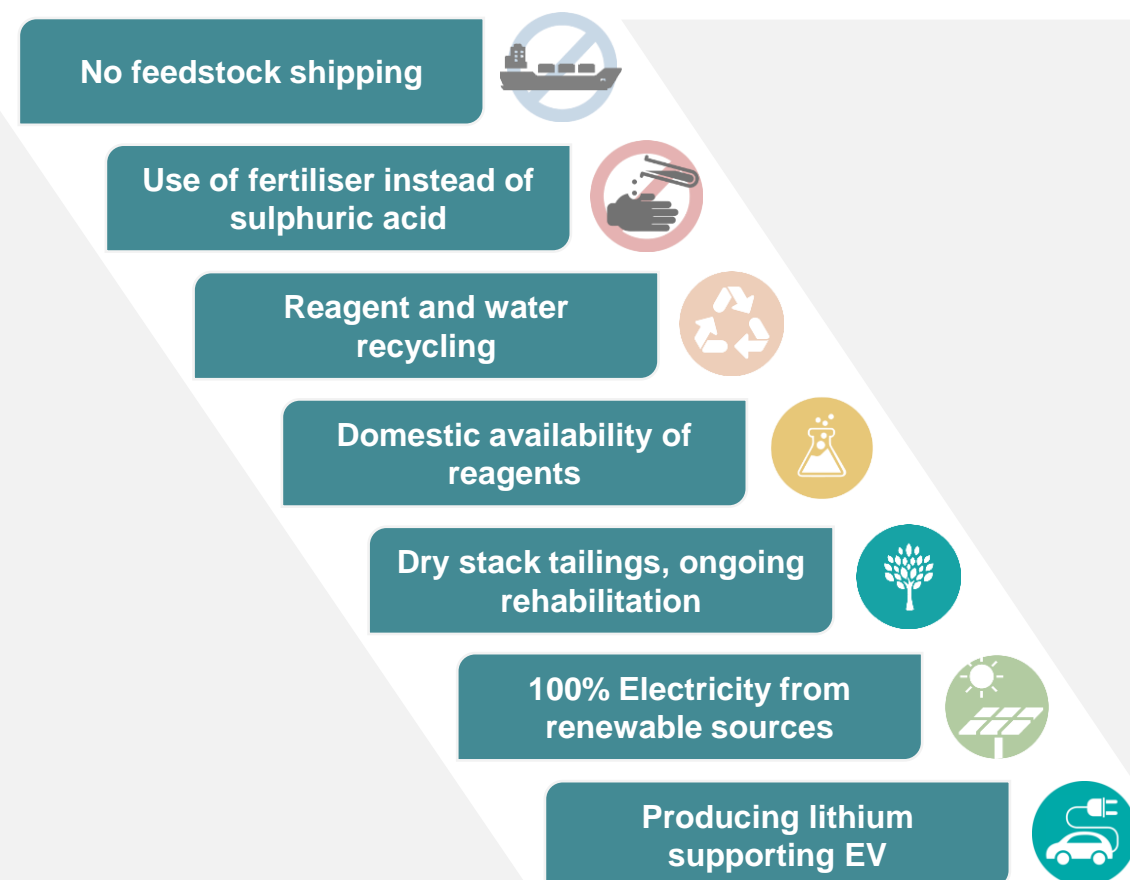 No feedstock shipping
Use of fertiliser instead of
sulphuric acid
Reagent and water
recycling
Domestic availability of
reagents
Dry stack tailings, ongoing
rehabilitation
100% Electricity from
renewable sources
Producing lithium
supporting EV